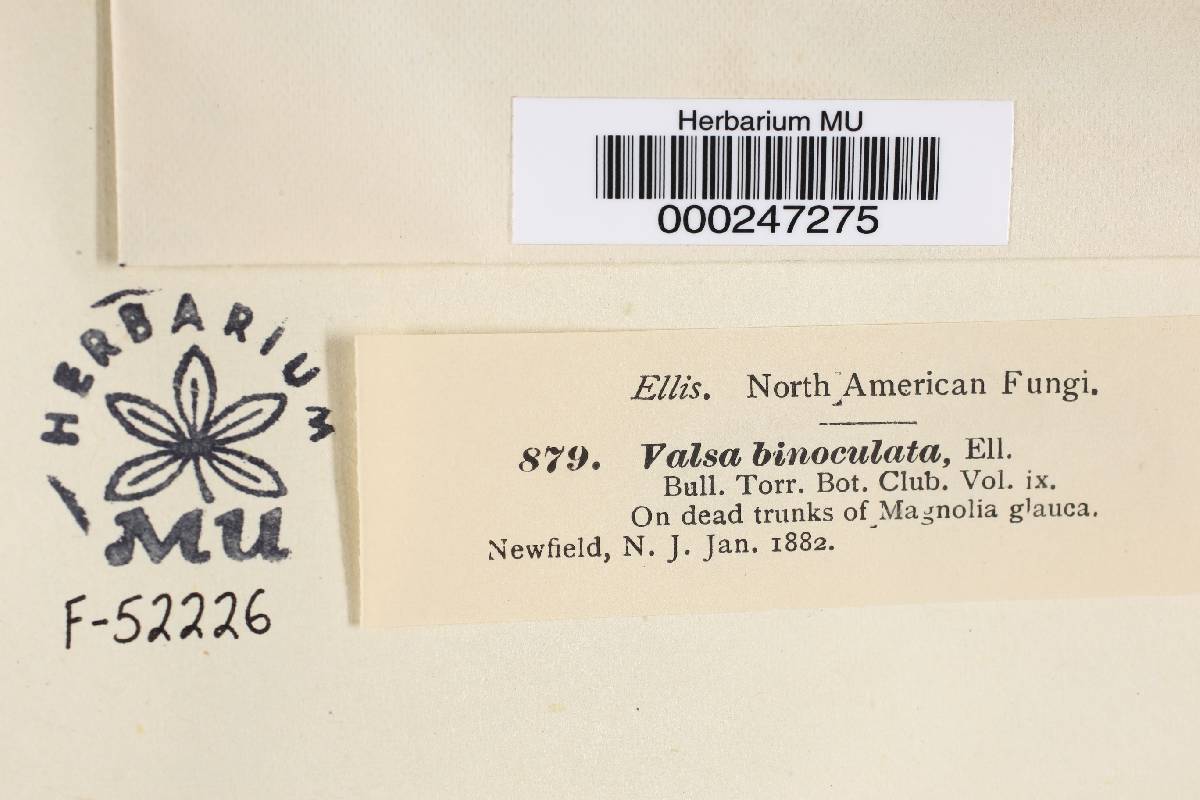 Herbarium MU
000247275
HERBARIUM
MU
F-52226
Ellis. North American Fungi.
879. Valsa binoculata, Ell.
Bull. Torr. Bot. Club. Vol. ix.
On dead trunks of Magnolia glauca.
Newfield, N. J. Jan. 1882.